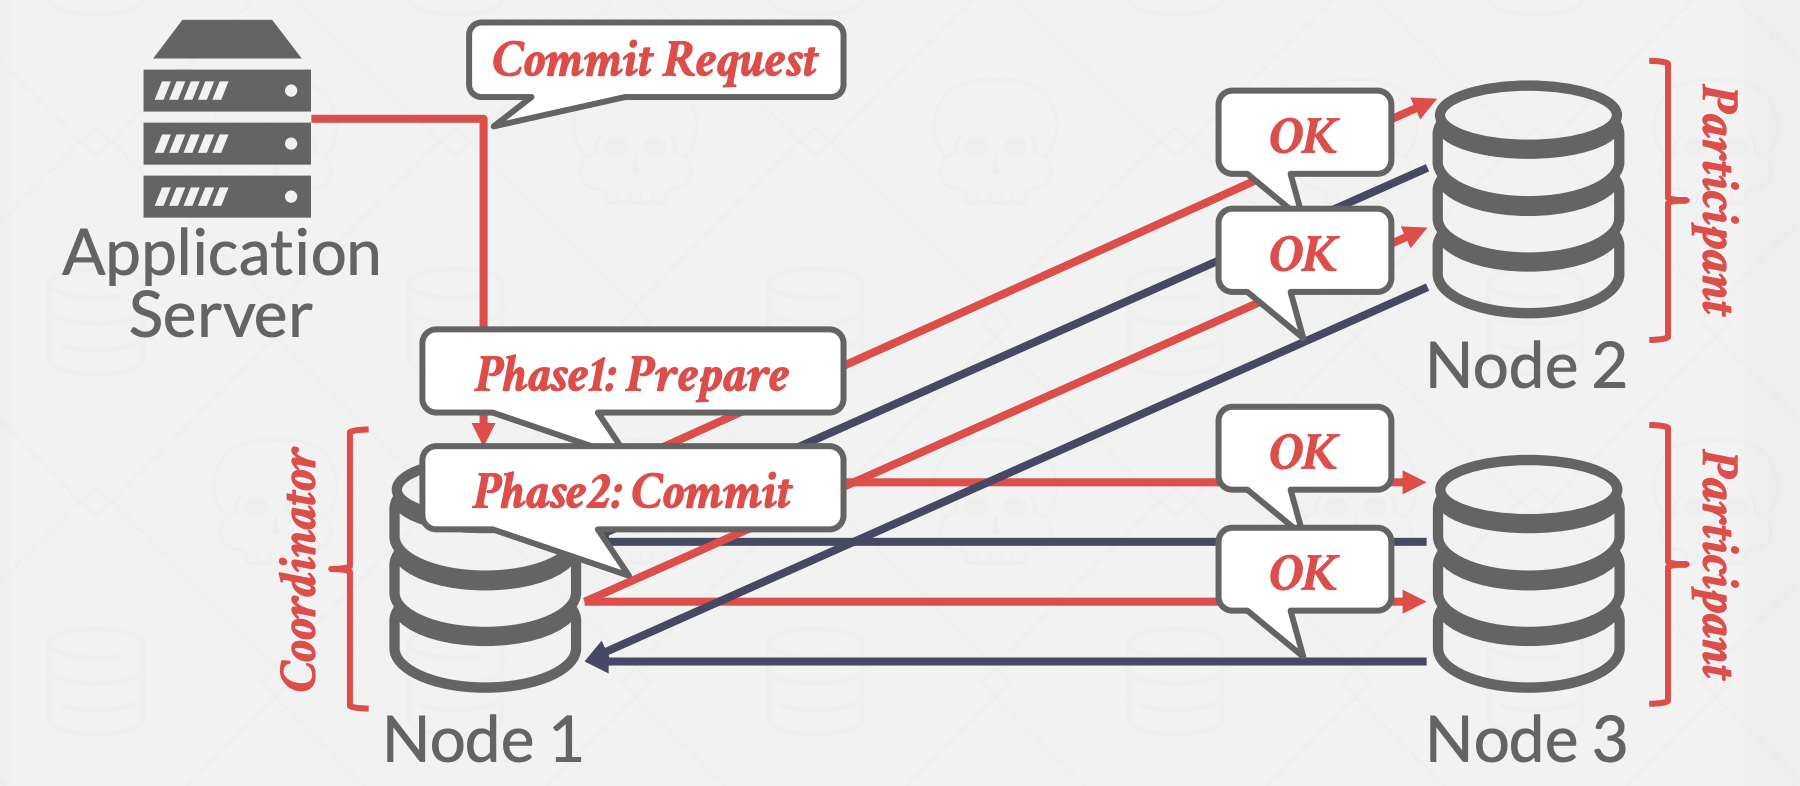 Commit Request
Application
Server
Phase1: Prepare
Phase2: Commit
Coordinator
Node 1
OK
OK
Participant
Node 2
OK
OK
Participant
Node 3